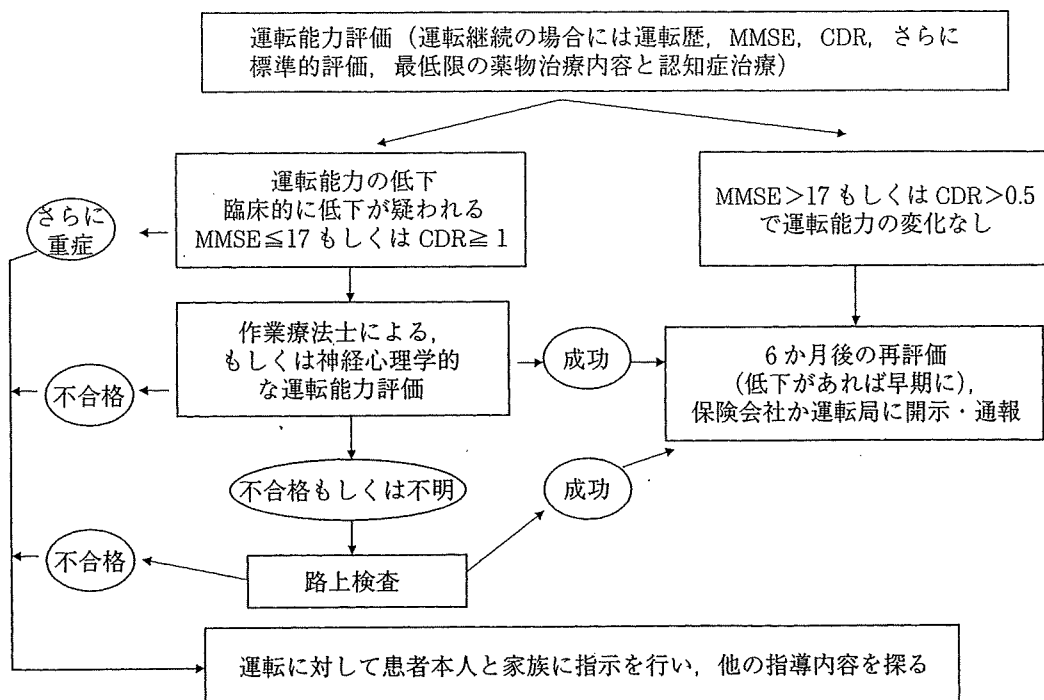 運転能力評価（運転継続の場合には運転歴，MMSE，CDR，さらに
標準的評価，最低限の薬物治療内容と認知症治療）
運転能力の低下
臨床的に低下が疑われる
MMSE≦17 もしくは CDR≧1
MMSE>17 もしくは CDR>0.5
で運転能力の変化なし
さらに
重症
作業療法士による，
もしくは神経心理学的
な運転能力評価
成功
6か月後の再評価
（低下があれば早期に），
保険会社か運転局に開示・通報
不合格
不合格もしくは不明
成功
不合格
路上検査
運転に対して患者本人と家族に指示を行い，他の指導内容を探る